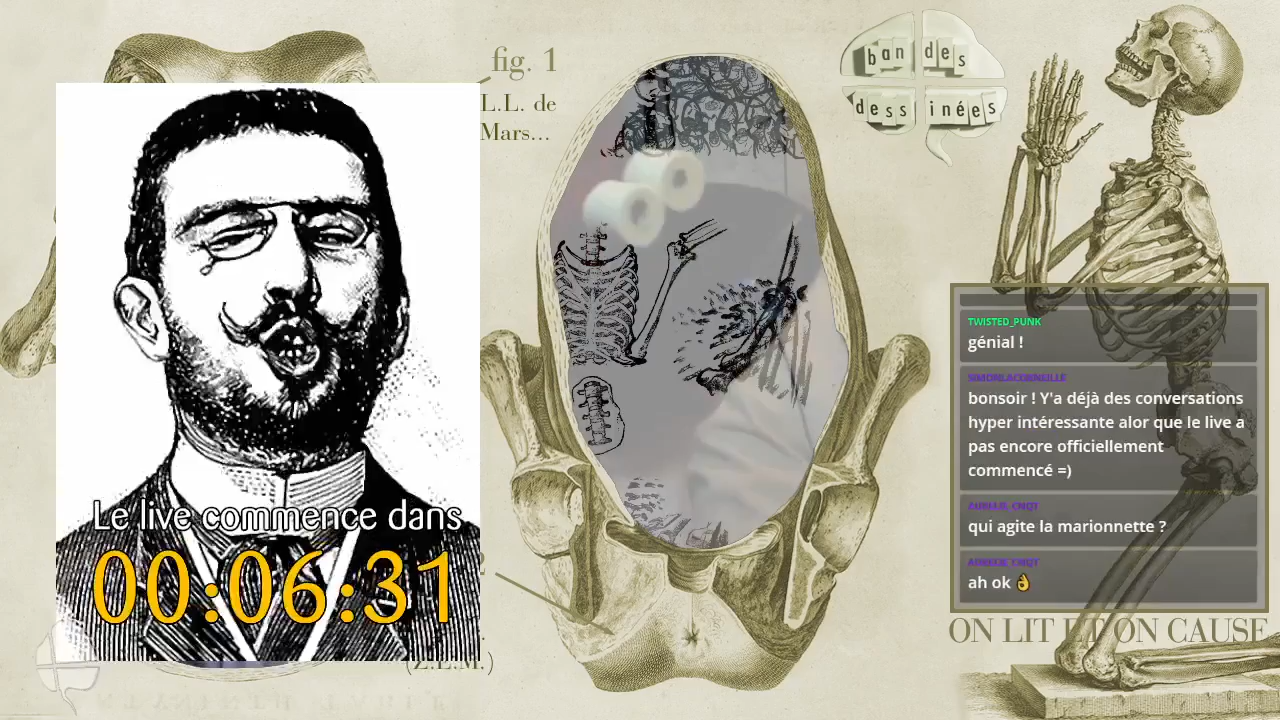 fig. 1
L.L. de
Mars...
ban des
dess inées
TWISTED_PUNK
génial !
bonsoir ! Y'a déjà des conversations
hyper intéressante alor que le live a
pas encore officiellement
commencé =)
qui agite la marionnette ?
ah ok 👌
Le live commence dans
00:06:31
ON LIT ET ON CAUSE
(Z.L.M.)